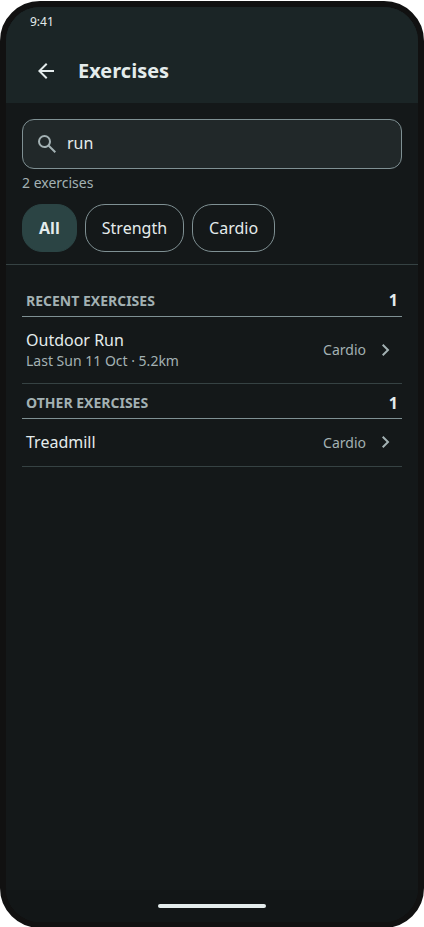 9:41
Exercises
run
2 exercises
All Strength Cardio
RECENT EXERCISES 1
Outdoor Run
Last Sun 11 Oct · 5.2km
Cardio
OTHER EXERCISES 1
Treadmill Cardio